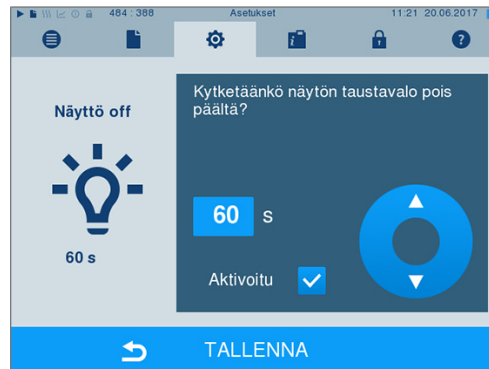 484 : 388 Asetukset 11:21 20.06.2017
Näyttö off
60 s
Kytketäänkö näytön taustavalo pois
päältä?
60 s
Aktivoitu
TALLENNA